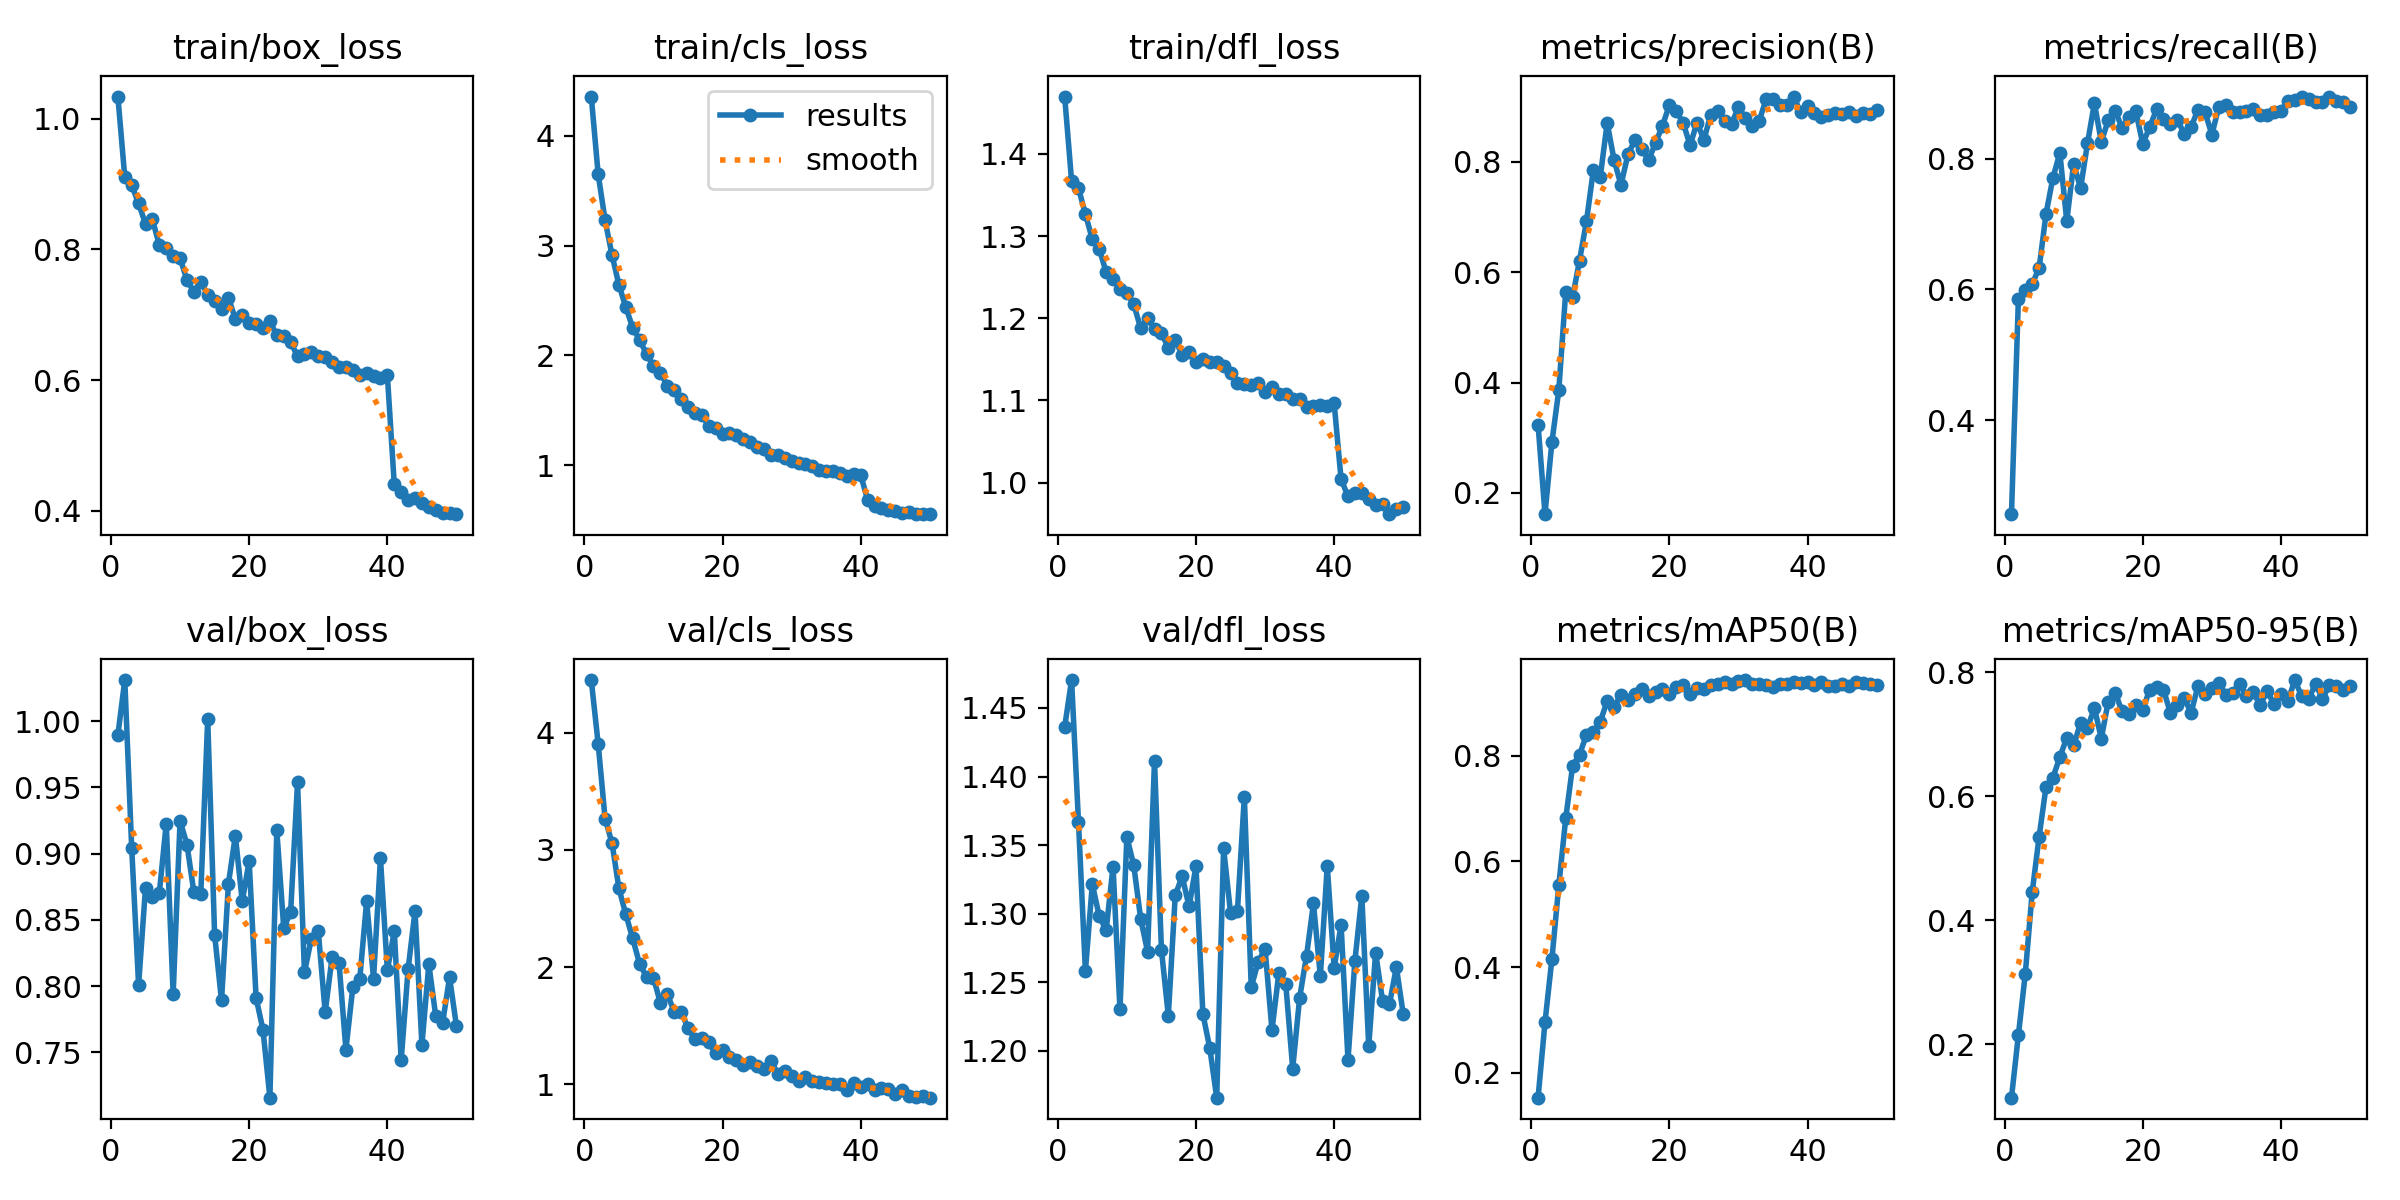 train/box_loss
train/cls_loss
train/dfl_loss
metrics/precision(B)
metrics/recall(B)
1.0
0.8
0.6
0.4
0 20 40
4
3
2
1
results
smooth
0 20 40
1.4
1.3
1.2
1.1
1.0
0 20 40
0.8
0.6
0.4
0.2
0 20 40
0.8
0.6
0.4
0 20 40
val/box_loss
val/cls_loss
val/dfl_loss
metrics/mAP50(B)
metrics/mAP50-95(B)
1.00
0.95
0.90
0.85
0.80
0.75
0 20 40
4
3
2
1
0 20 40
1.45
1.40
1.35
1.30
1.25
1.20
0 20 40
0.8
0.6
0.4
0.2
0 20 40
0.8
0.6
0.4
0.2
0 20 40